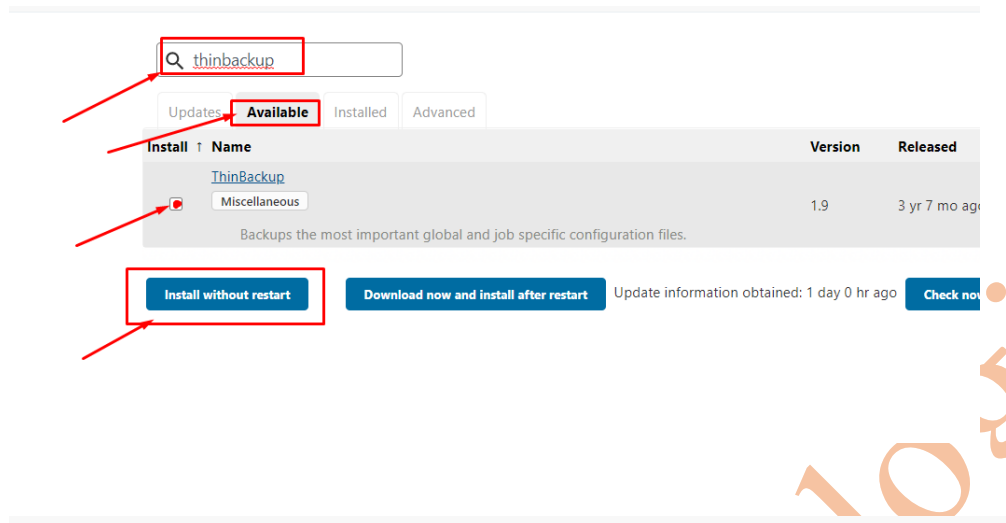 thinbackup
Updates Available Installed Advanced
Install ↑ Name Version Released
ThinBackup
Miscellaneous
1.9 3 yr 7 mo ago
Backups the most important global and job specific configuration files.
Install without restart Download now and install after restart Update information obtained: 1 day 0 hr ago Check now